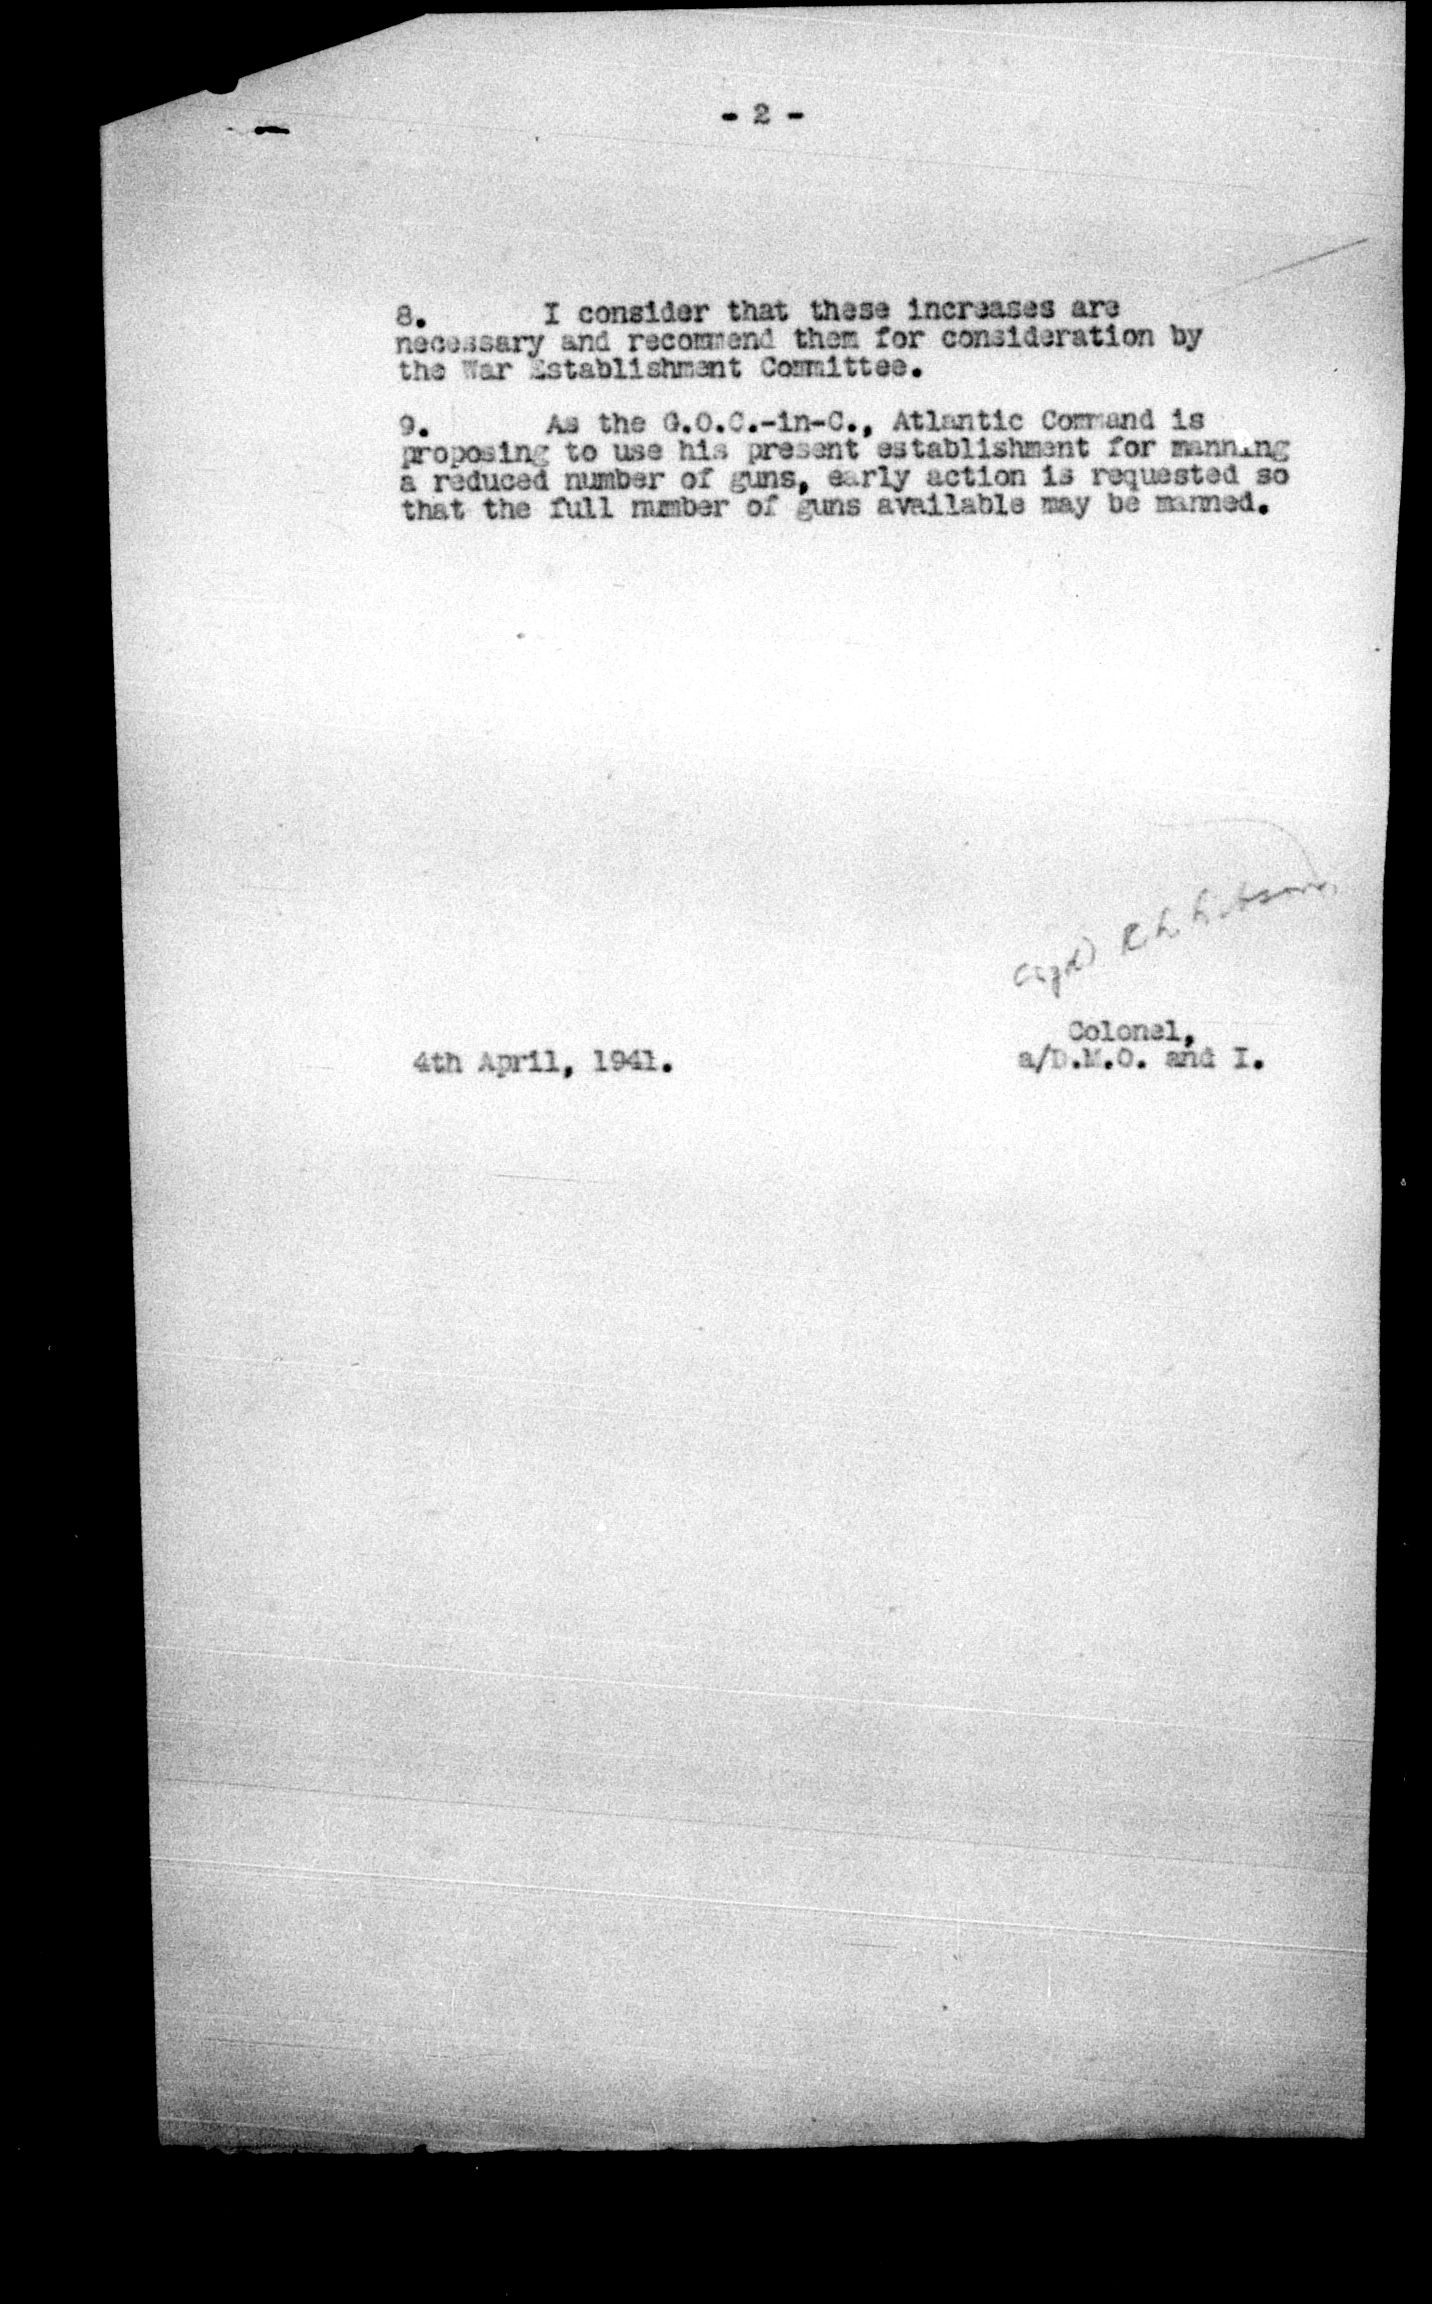 - 2 -
8. I consider that these increases are
necessary and recommend them for consideration by
the War Establishment Committee.
9. As the G.O.C.-in-C., Atlantic Command is
proposing to use his present establishment for manning
a reduced number of guns, early action is requested so
that the full number of guns available may be manned.
(Sgd) R. L.
Colonel,
4th April, 1941. a/D.M.O. and I.